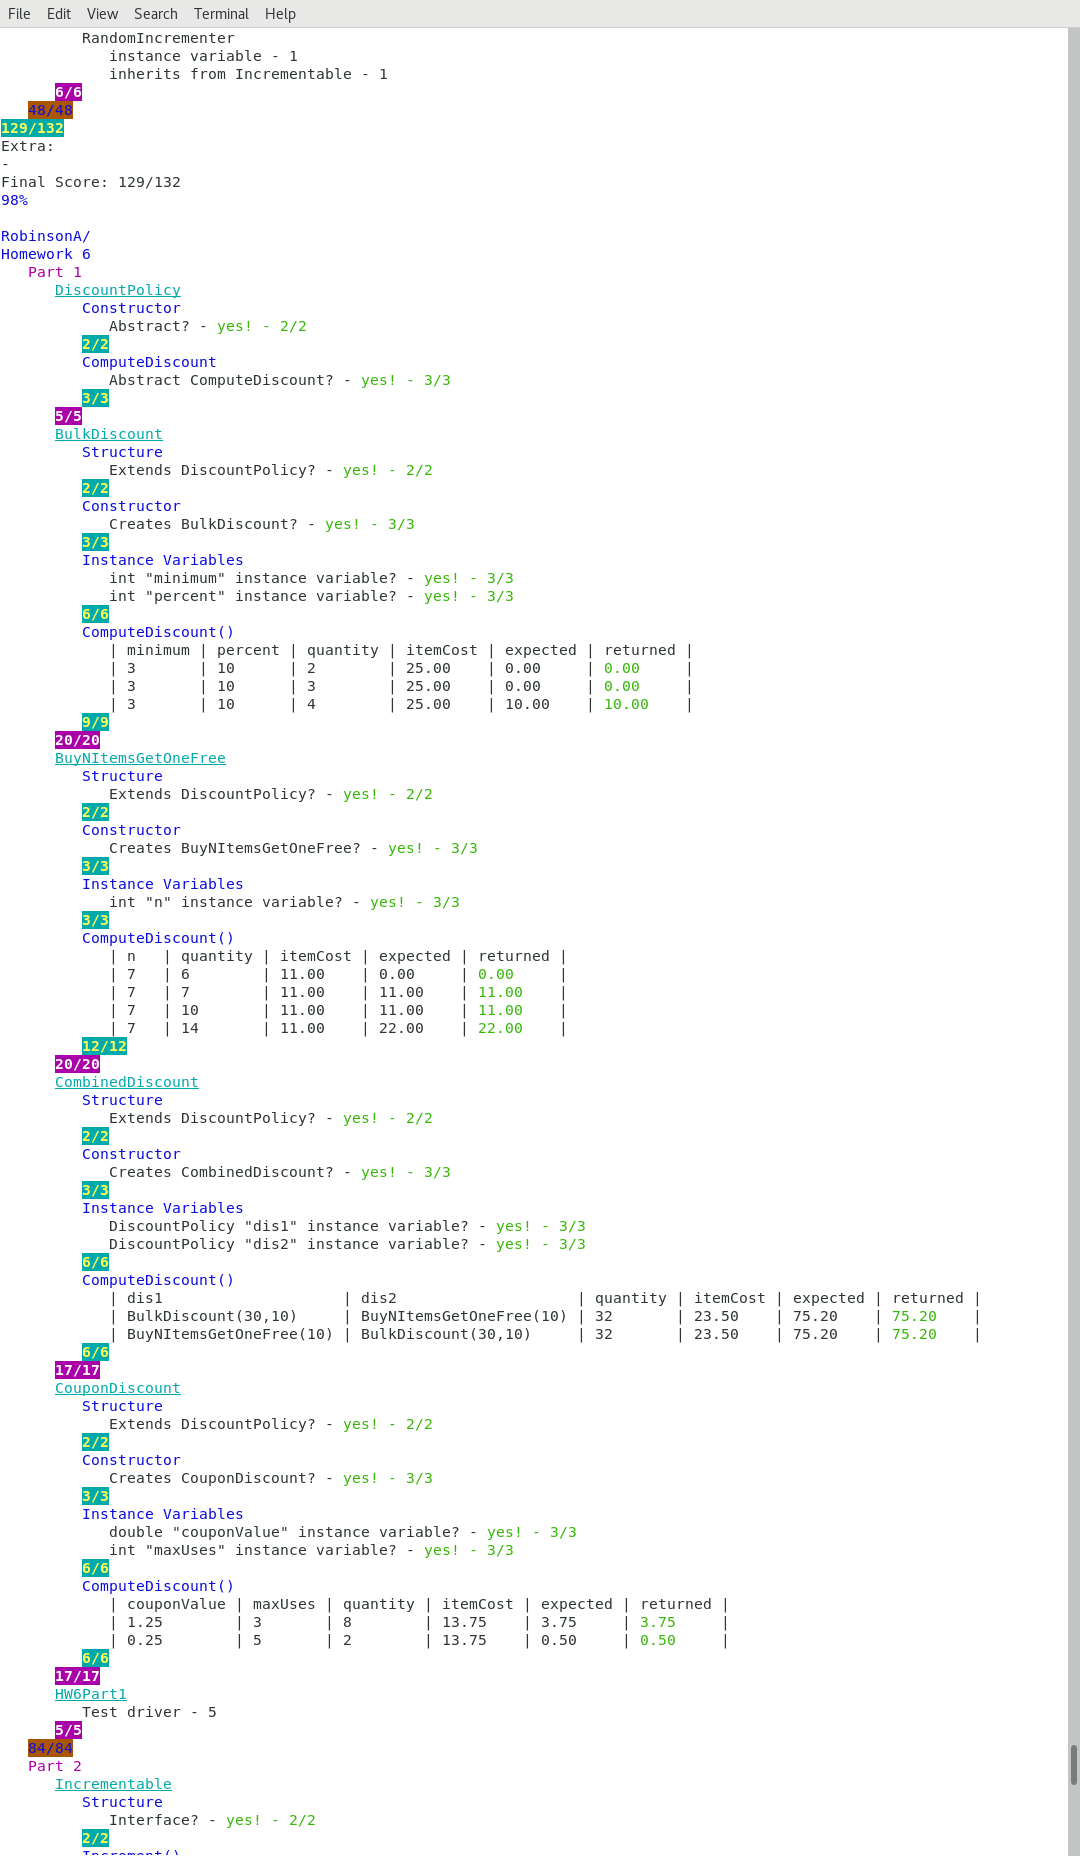 File Edit View Search Terminal Help
RandomIncrementer
instance variable - 1
inherits from Incrementable - 1
6/6
48/48
129/132
Extra:
-
Final Score: 129/132
98%
RobinsonA/
Homework 6
Part 1
DiscountPolicy
Constructor
Abstract? - yes! - 2/2
2/2
ComputeDiscount
Abstract ComputeDiscount? - yes! - 3/3
3/3
5/5
BulkDiscount
Structure
Extends DiscountPolicy? - yes! - 2/2
2/2
Constructor
Creates BulkDiscount? - yes! - 3/3
3/3
Instance Variables
int "minimum" instance variable? - yes! - 3/3
int "percent" instance variable? - yes! - 3/3
6/6
ComputeDiscount()
| minimum | percent | quantity | itemCost | expected | returned |
| 3 | 10 | 2 | 25.00 | 0.00 | 0.00 |
| 3 | 10 | 3 | 25.00 | 0.00 | 0.00 |
| 3 | 10 | 4 | 25.00 | 10.00 | 10.00 |
9/9
20/20
BuyNItemsGetOneFree
Structure
Extends DiscountPolicy? - yes! - 2/2
2/2
Constructor
Creates BuyNItemsGetOneFree? - yes! - 3/3
3/3
Instance Variables
int "n" instance variable? - yes! - 3/3
3/3
ComputeDiscount()
| n | quantity | itemCost | expected | returned |
| 7 | 6 | 11.00 | 0.00 | 0.00 |
| 7 | 7 | 11.00 | 11.00 | 11.00 |
| 7 | 10 | 11.00 | 11.00 | 11.00 |
| 7 | 14 | 11.00 | 22.00 | 22.00 |
12/12
20/20
CombinedDiscount
Structure
Extends DiscountPolicy? - yes! - 2/2
2/2
Constructor
Creates CombinedDiscount? - yes! - 3/3
3/3
Instance Variables
DiscountPolicy "dis1" instance variable? - yes! - 3/3
DiscountPolicy "dis2" instance variable? - yes! - 3/3
6/6
ComputeDiscount()
| dis1 | dis2 | quantity | itemCost | expected | returned |
| BulkDiscount(30,10) | BuyNItemsGetOneFree(10) | 32 | 23.50 | 75.20 | 75.20 |
| BuyNItemsGetOneFree(10) | BulkDiscount(30,10) | 32 | 23.50 | 75.20 | 75.20 |
6/6
17/17
CouponDiscount
Structure
Extends DiscountPolicy? - yes! - 2/2
2/2
Constructor
Creates CouponDiscount? - yes! - 3/3
3/3
Instance Variables
double "couponValue" instance variable? - yes! - 3/3
int "maxUses" instance variable? - yes! - 3/3
6/6
ComputeDiscount()
| couponValue | maxUses | quantity | itemCost | expected | returned |
| 1.25 | 3 | 8 | 13.75 | 3.75 | 3.75 |
| 0.25 | 5 | 2 | 13.75 | 0.50 | 0.50 |
6/6
17/17
HW6Part1
Test driver - 5
5/5
84/84
Part 2
Incrementable
Structure
Interface? - yes! - 2/2
2/2
Increment()